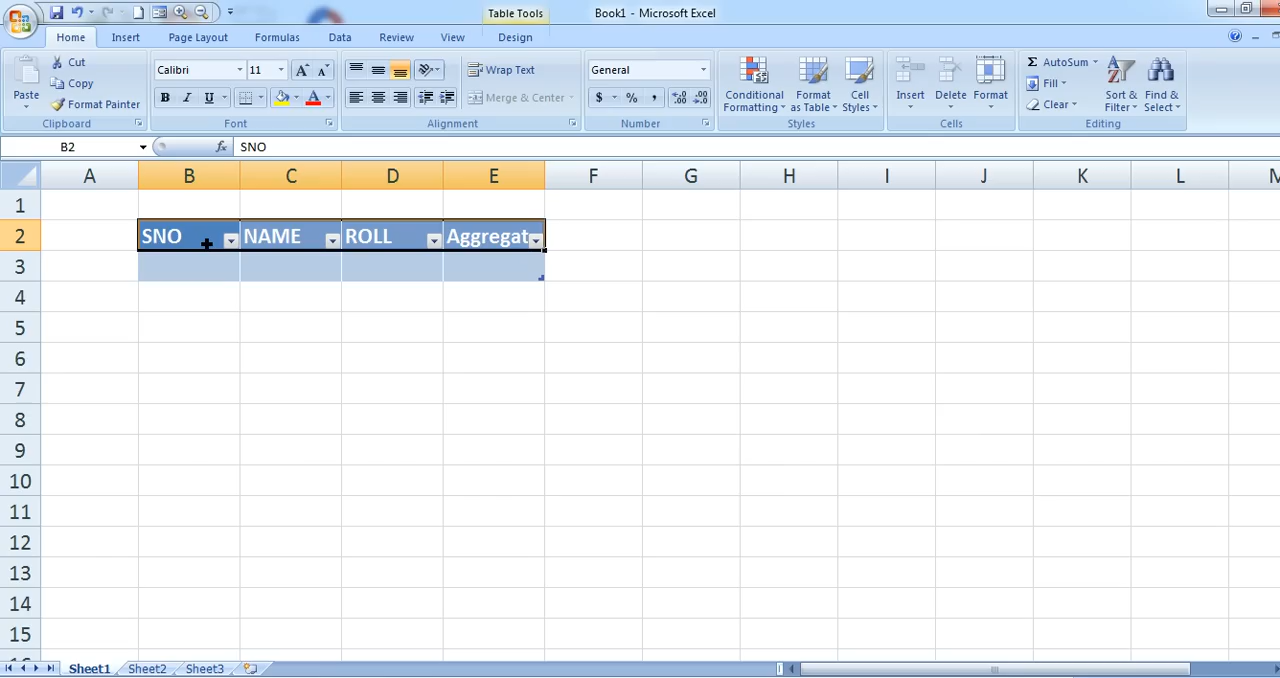 Table Tools
Book1 - Microsoft Excel
Home Insert Page Layout Formulas Data Review View Design
Paste
Cut
Copy
Format Painter
Clipboard
Calibri 11
B I U
Font
Wrap Text
Merge & Center
Alignment
General
$ % ,
Number
Conditional Formatting
Format as Table
Cell Styles
Styles
Insert
Delete
Format
Cells
Σ AutoSum
Fill
Clear
Sort & Filter
Find & Select
Editing
B2 fx SNO
A B C D E F G H I J K L M
1
2 SNO NAME ROLL Aggregat
3
4
5
6
7
8
9
10
11
12
13
14
15
Sheet1 Sheet2 Sheet3